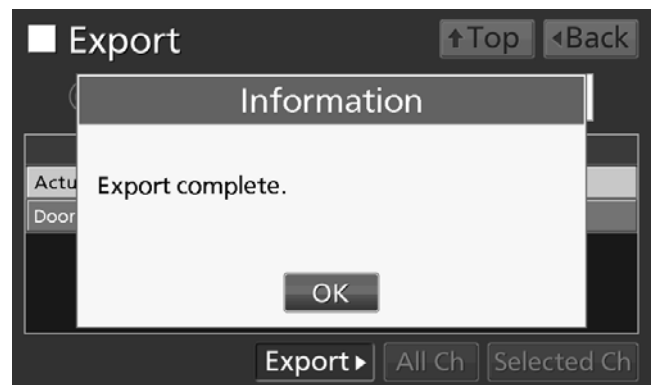 Export
↑Top
◂Back
Information
Actu
Export complete.
Door
OK
Export▸
All Ch
Selected Ch